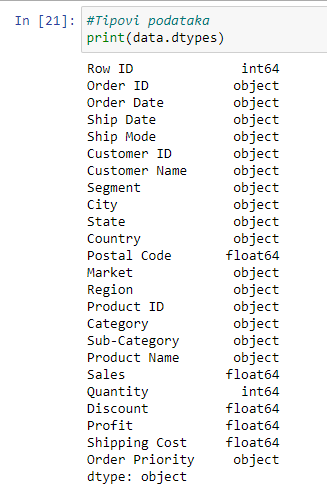 In [21]: #Tipovi podataka
print(data.dtypes)
Row ID int64
Order ID object
Order Date object
Ship Date object
Ship Mode object
Customer ID object
Customer Name object
Segment object
City object
State object
Country object
Postal Code float64
Market object
Region object
Product ID object
Category object
Sub-Category object
Product Name object
Sales float64
Quantity int64
Discount float64
Profit float64
Shipping Cost float64
Order Priority object
dtype: object